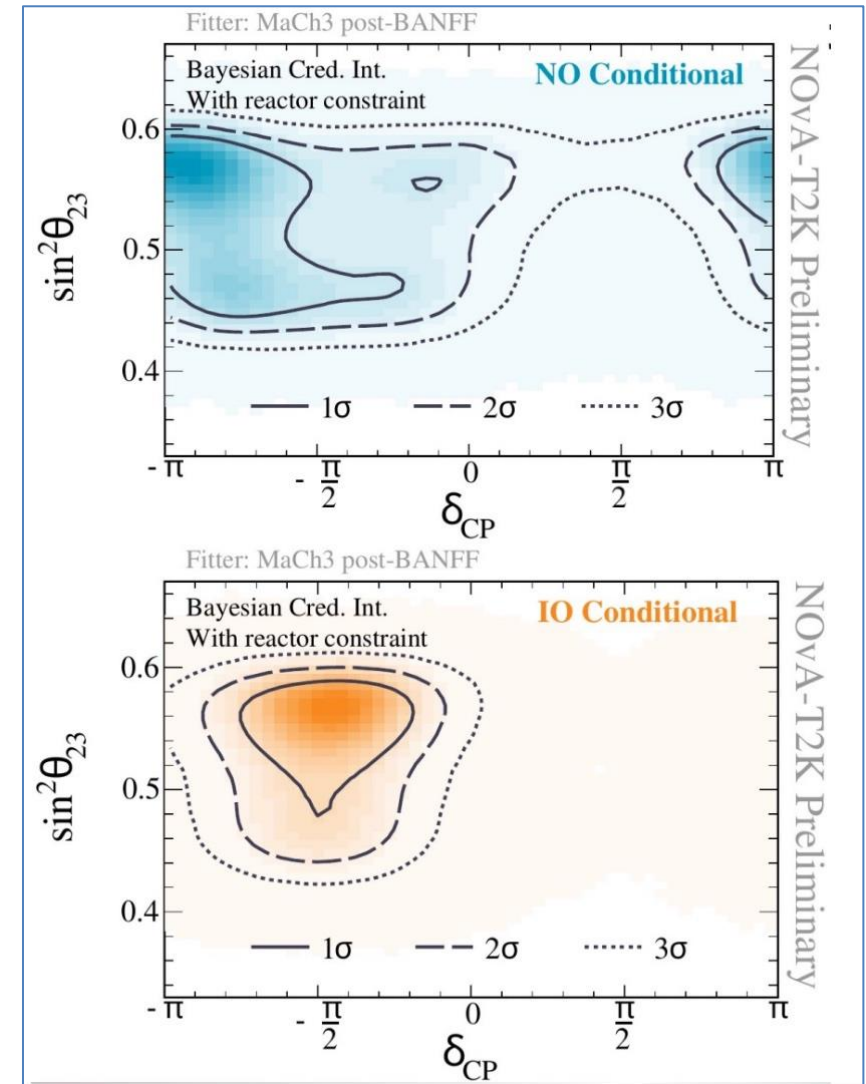 Fitter: MaCh3 post-BANFF
Bayesian Cred. Int.
With reactor constraint
NO Conditional
NOvA-T2K Preliminary
sin²θ₂₃
0.6
0.5
0.4
1σ 2σ 3σ
-π - π/2 0 π/2 π
δCP
Fitter: MaCh3 post-BANFF
Bayesian Cred. Int.
With reactor constraint
IO Conditional
NOvA-T2K Preliminary
sin²θ₂₃
0.6
0.5
0.4
1σ 2σ 3σ
-π - π/2 0 π/2 π
δCP